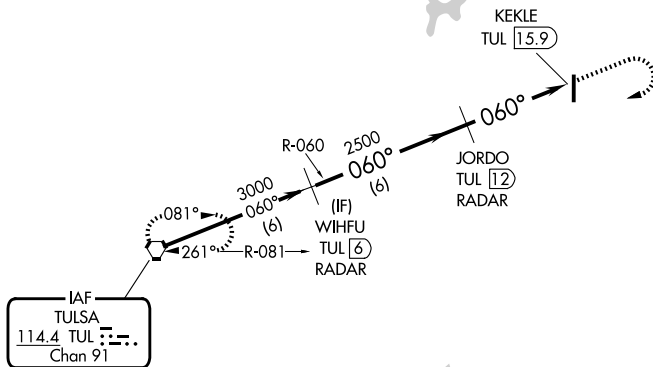 KEKLE
TUL 15.9
060°
R-060
2500
060°
(6)
JORDO
TUL 12
RADAR
3000
060°
(6)
(IF)
WIHFU
TUL 6
RADAR
081°
261°
R-081
IAF
TULSA
114.4 TUL
Chan 91